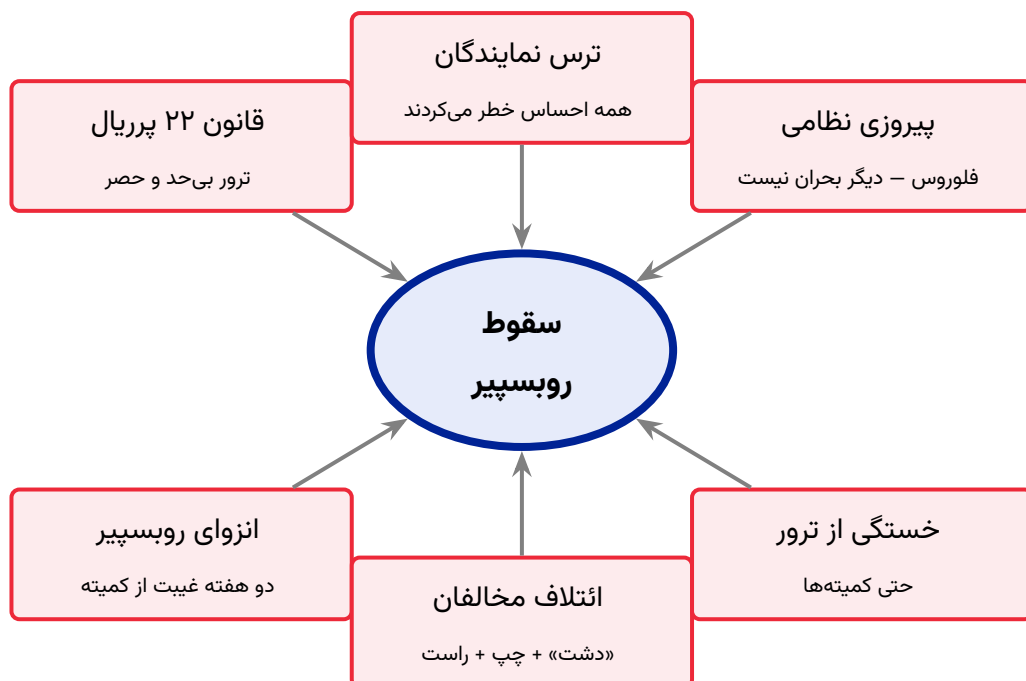 ترس نمایندگان
همه احساس خطر می‌کردند
پیروزی نظامی
فلوروس – دیگر بحران نیست
قانون ۲۲ پرریال
ترور بی‌حد و حصر
سقوط
روبسپیر
خستگی از ترور
حتی کمیته‌ها
انزوای روبسپیر
دو هفته غیبت از کمیته
ائتلاف مخالفان
«دشت» + چپ + راست